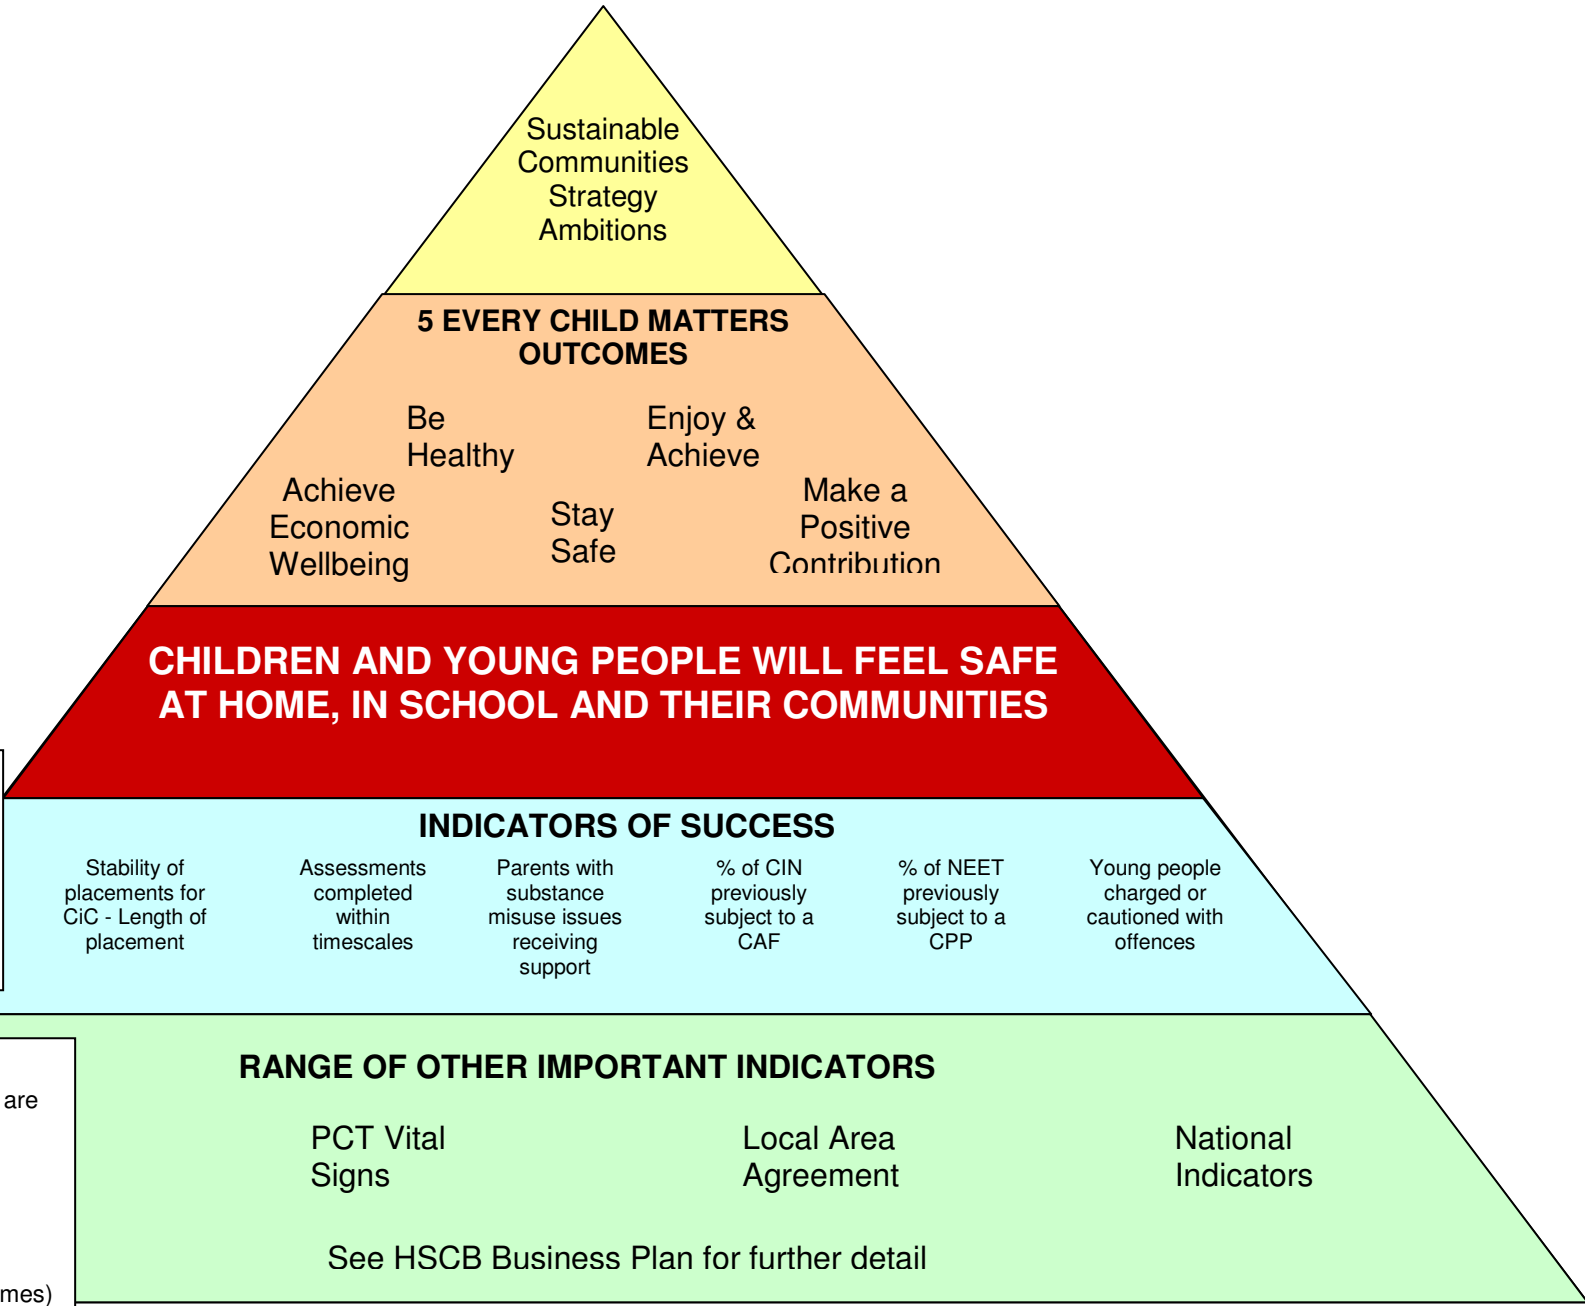 Sustainable
Communities
Strategy
Ambitions
5 EVERY CHILD MATTERS
OUTCOMES
Be
Healthy
Enjoy &
Achieve
Achieve
Economic
Wellbeing
Stay
Safe
Make a
Positive
Contribution
CHILDREN AND YOUNG PEOPLE WILL FEEL SAFE
AT HOME, IN SCHOOL AND THEIR COMMUNITIES
INDICATORS OF SUCCESS
Stability of
placements for
CiC - Length of
placement
Assessments
completed
within
timescales
Parents with
substance
misuse issues
receiving
support
% of CIN
previously
subject to a
CAF
% of NEET
previously
subject to a
CPP
Young people
charged or
cautioned with
offences
RANGE OF OTHER IMPORTANT INDICATORS
are
PCT Vital
Signs
Local Area
Agreement
National
Indicators
See HSCB Business Plan for further detail
mes)